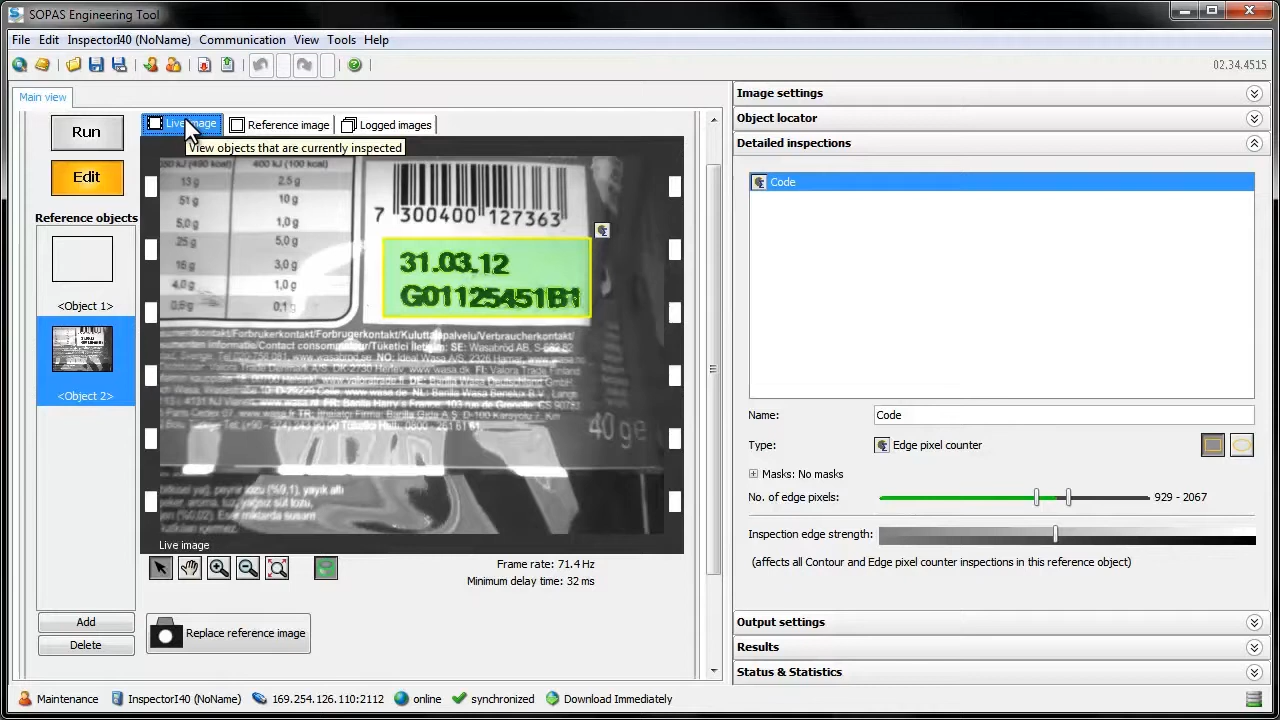 SOPAS Engineering Tool
File Edit InspectorI40 (NoName) Communication View Tools Help
02.34.4515
Main view
Run
Edit
Reference objects
<Object 1>
<Object 2>
Add
Delete
Live image
Reference image
Logged images
View objects that are currently inspected
400 kJ (100 kcal)
13 g 2.5 g
51 g 10 g
5,0 g 1,0 g
25 g 5,0 g
16 g 3,0 g
4,0 g 1,0 g
0,1 g
7 300400 127363
31.03.12
G01125451B1
40 g e
Live image
Frame rate: 71.4 Hz
Minimum delay time: 32 ms
Replace reference image
Image settings
Object locator
Detailed inspections
Code
Name: Code
Type: Edge pixel counter
Masks: No masks
No. of edge pixels: 929 - 2067
Inspection edge strength:
(affects all Contour and Edge pixel counter inspections in this reference object)
Output settings
Results
Status & Statistics
Maintenance InspectorI40 (NoName) 169.254.126.110:2112 online synchronized Download Immediately